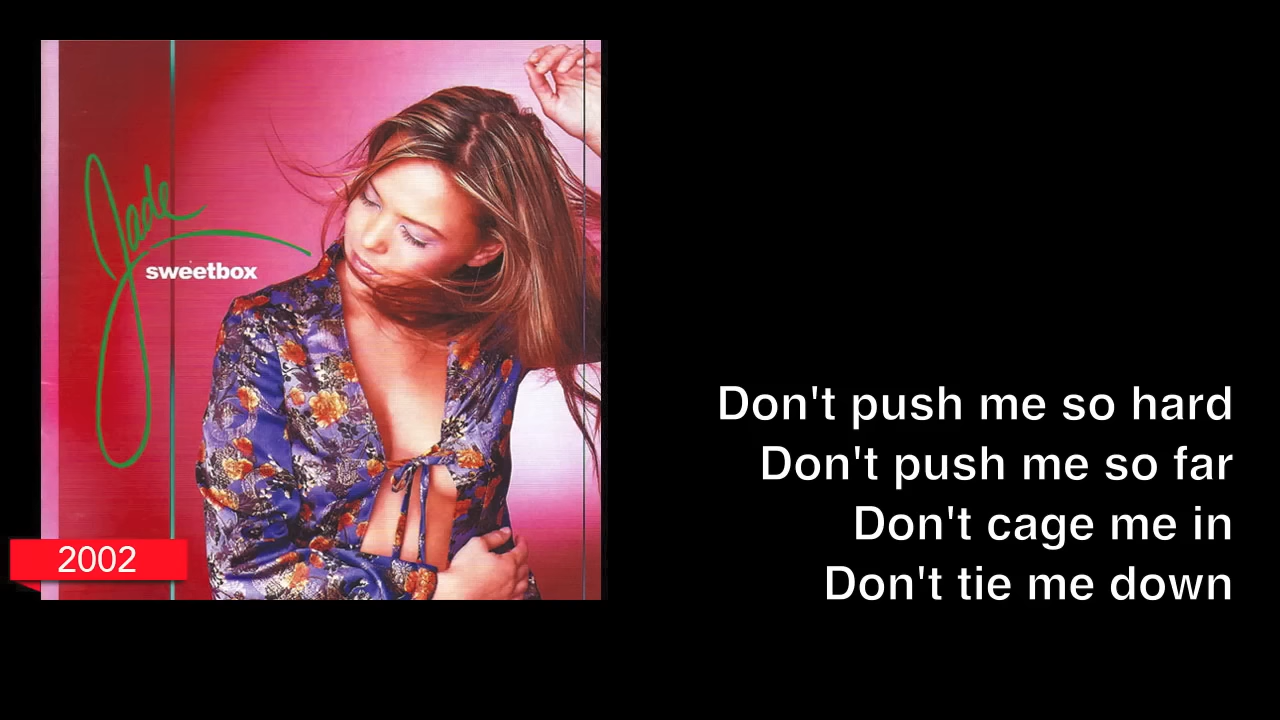 Jade
sweetbox
2002
Don't push me so hard
Don't push me so far
Don't cage me in
Don't tie me down